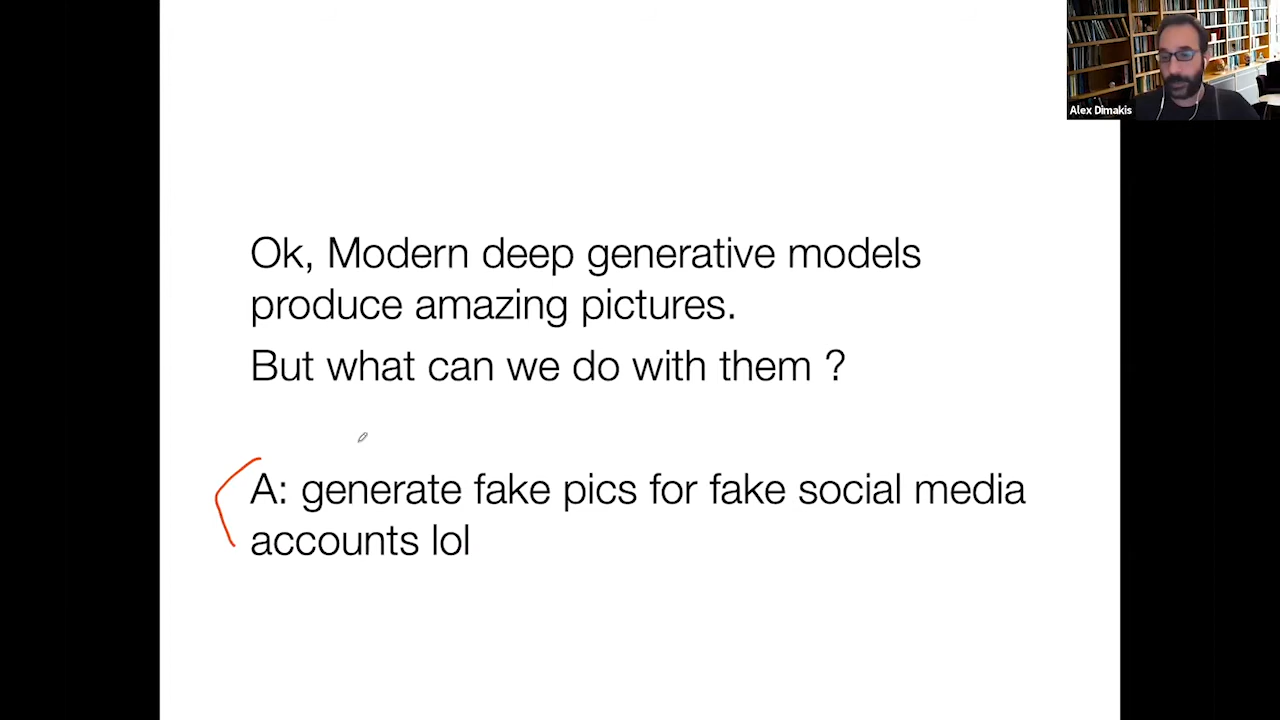 Alex Dimakis
Ok, Modern deep generative models
produce amazing pictures.
But what can we do with them ?
A: generate fake pics for fake social media
accounts lol